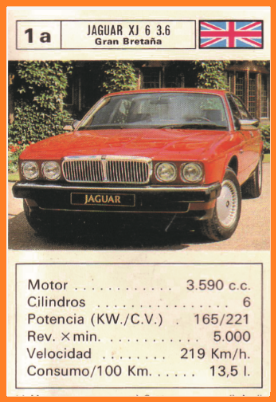 1a
JAGUAR XJ 6 3.6
Gran Bretaña
JAGUAR
Motor . . . . . . . . . . . . 3.590 c.c.
Cilindros . . . . . . . . . . . . . 6
Potencia (KW./C.V.) . 165/221
Rev. × min. . . . . . . . . . 5.000
Velocidad . . . . . . . 219 Km/h.
Consumo/100 Km. . . . . . 13,5 l.